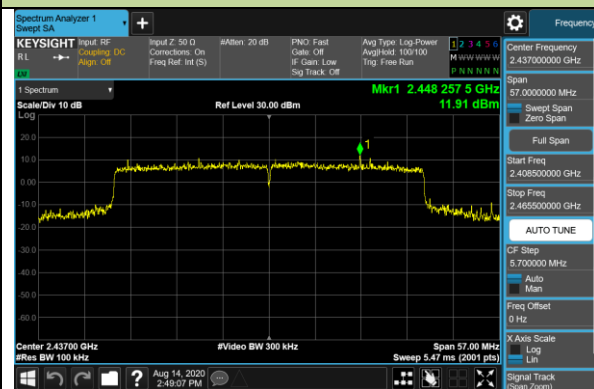 Spectrum Analyzer 1
Swept SA
Frequency
KEYSIGHT
RL
Input: RF
Coupling: DC
Align: Off
Input Z: 50 Ω
Corrections: On
Freq Ref: Int (S)
#Atten: 20 dB
PNO: Fast
Gate: Off
IF Gain: Low
Sig Track: Off
Avg Type: Log-Power
Avg|Hold: 100/100
Trig: Free Run
1 2 3 4 5 6
M W W W W W
P N N N N N
1 Spectrum
Scale/Div 10 dB
Log
Ref Level 30.00 dBm
Mkr1 2.448 257 5 GHz
11.91 dBm
1
20.0
10.0
0.00
-10.0
-20.0
-30.0
-40.0
-50.0
-60.0
Center 2.43700 GHz
#Res BW 100 kHz
#Video BW 300 kHz
Span 57.00 MHz
Sweep 5.47 ms (2001 pts)
Aug 14, 2020
2:49:07 PM
Center Frequency
2.437000000 GHz
Span
57.0000000 MHz
Swept Span
Zero Span
Full Span
Start Freq
2.408500000 GHz
Stop Freq
2.465500000 GHz
AUTO TUNE
CF Step
5.700000 MHz
Auto
Man
Freq Offset
0 Hz
X Axis Scale
Log
Lin
Signal Track
(Span Zoom)